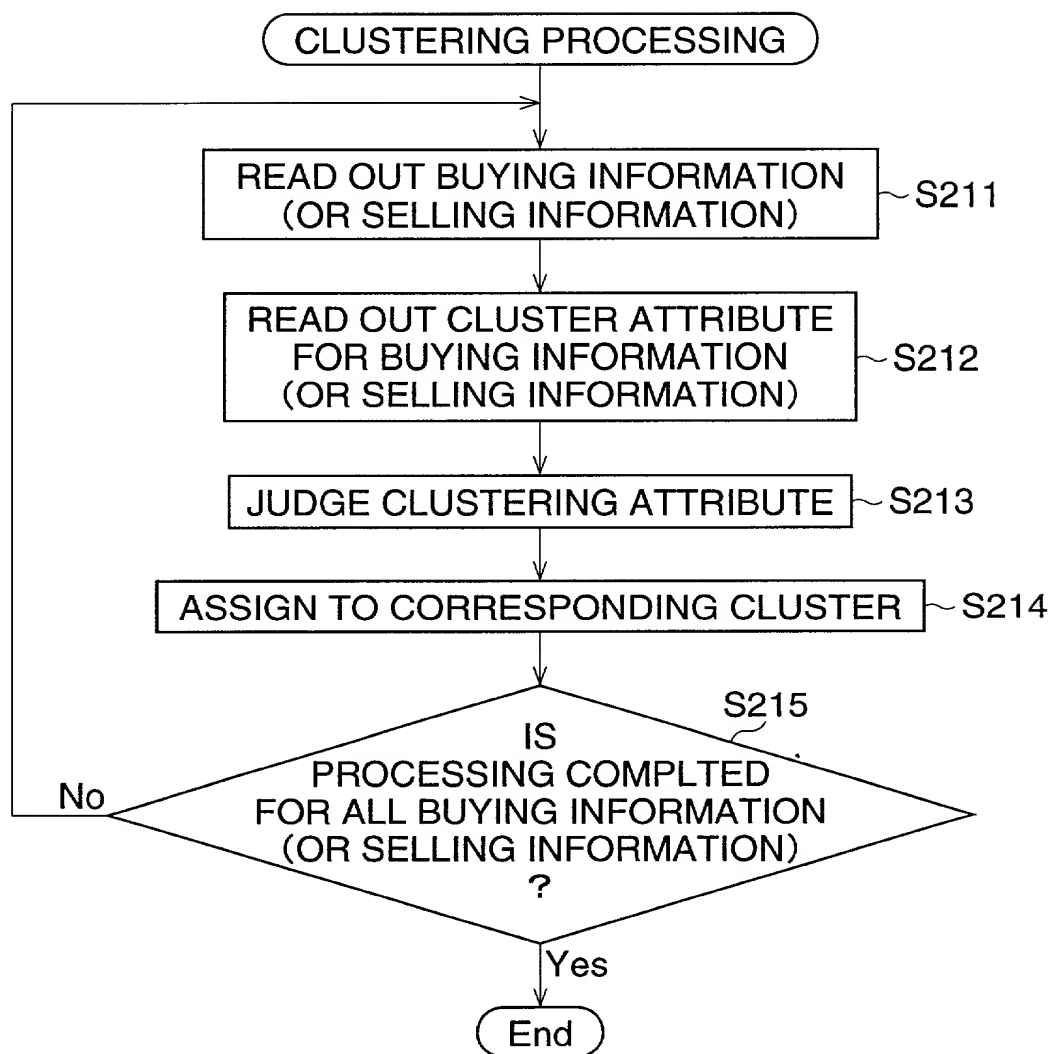 CLUSTERING PROCESSING
READ OUT BUYING INFORMATION
(OR SELLING INFORMATION)
S211
READ OUT CLUSTER ATTRIBUTE
FOR BUYING INFORMATION
(OR SELLING INFORMATION)
S212
JUDGE CLUSTERING ATTRIBUTE
S213
ASSIGN TO CORRESPONDING CLUSTER
S214
S215
IS
PROCESSING COMPLTED
FOR ALL BUYING INFORMATION
(OR SELLING INFORMATION)
?
No
Yes
End